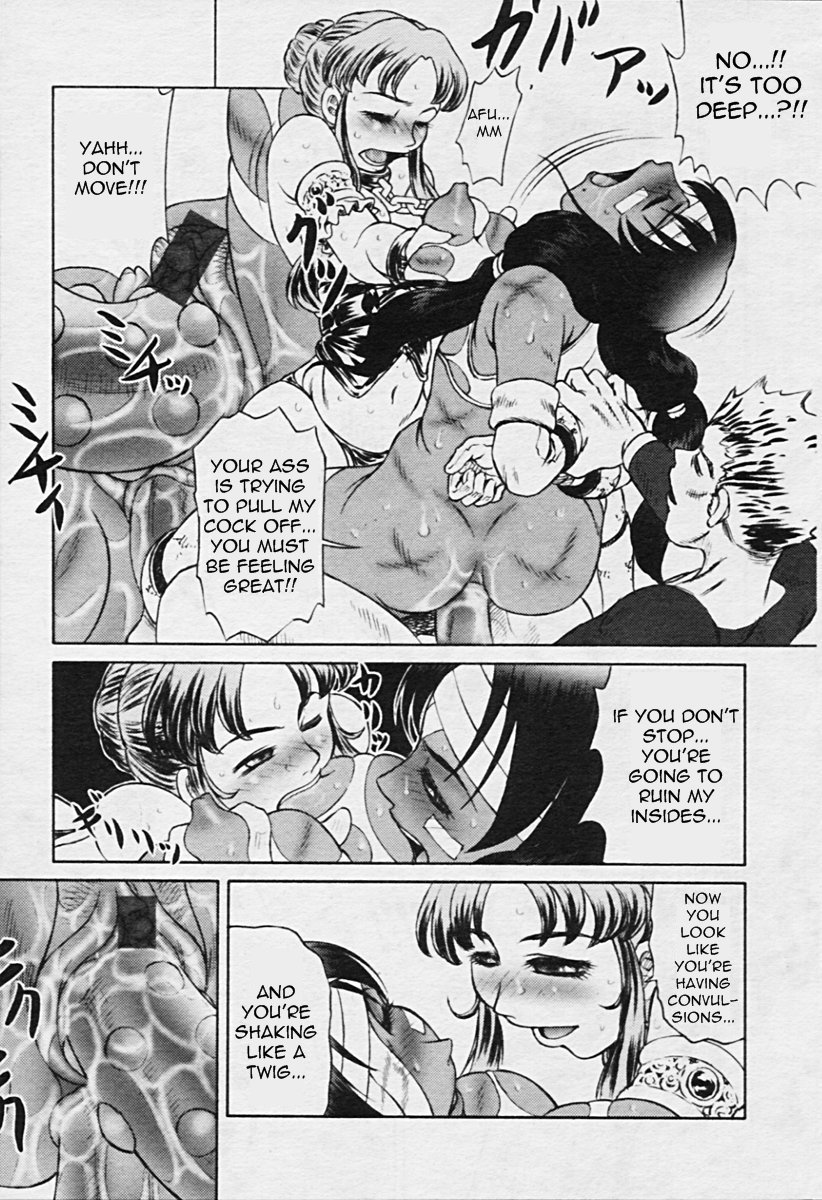 NO...!!
IT'S TOO
DEEP...?!!
ガバ
アッ
AFU...
MM
YAHH...
DON'T
MOVE!!!
ミチッ
YOUR ASS
IS TRYING
TO PULL MY
COCK OFF...
YOU MUST
BE FEELING
GREAT!!
IF YOU DON'T
STOP...
YOU'RE
GOING TO
RUIN MY
INSIDES...
NOW
YOU
LOOK
LIKE
YOU'RE
HAVING
CONVUL-
SIONS...
AND
YOU'RE
SHAKING
LIKE A
TWIG...